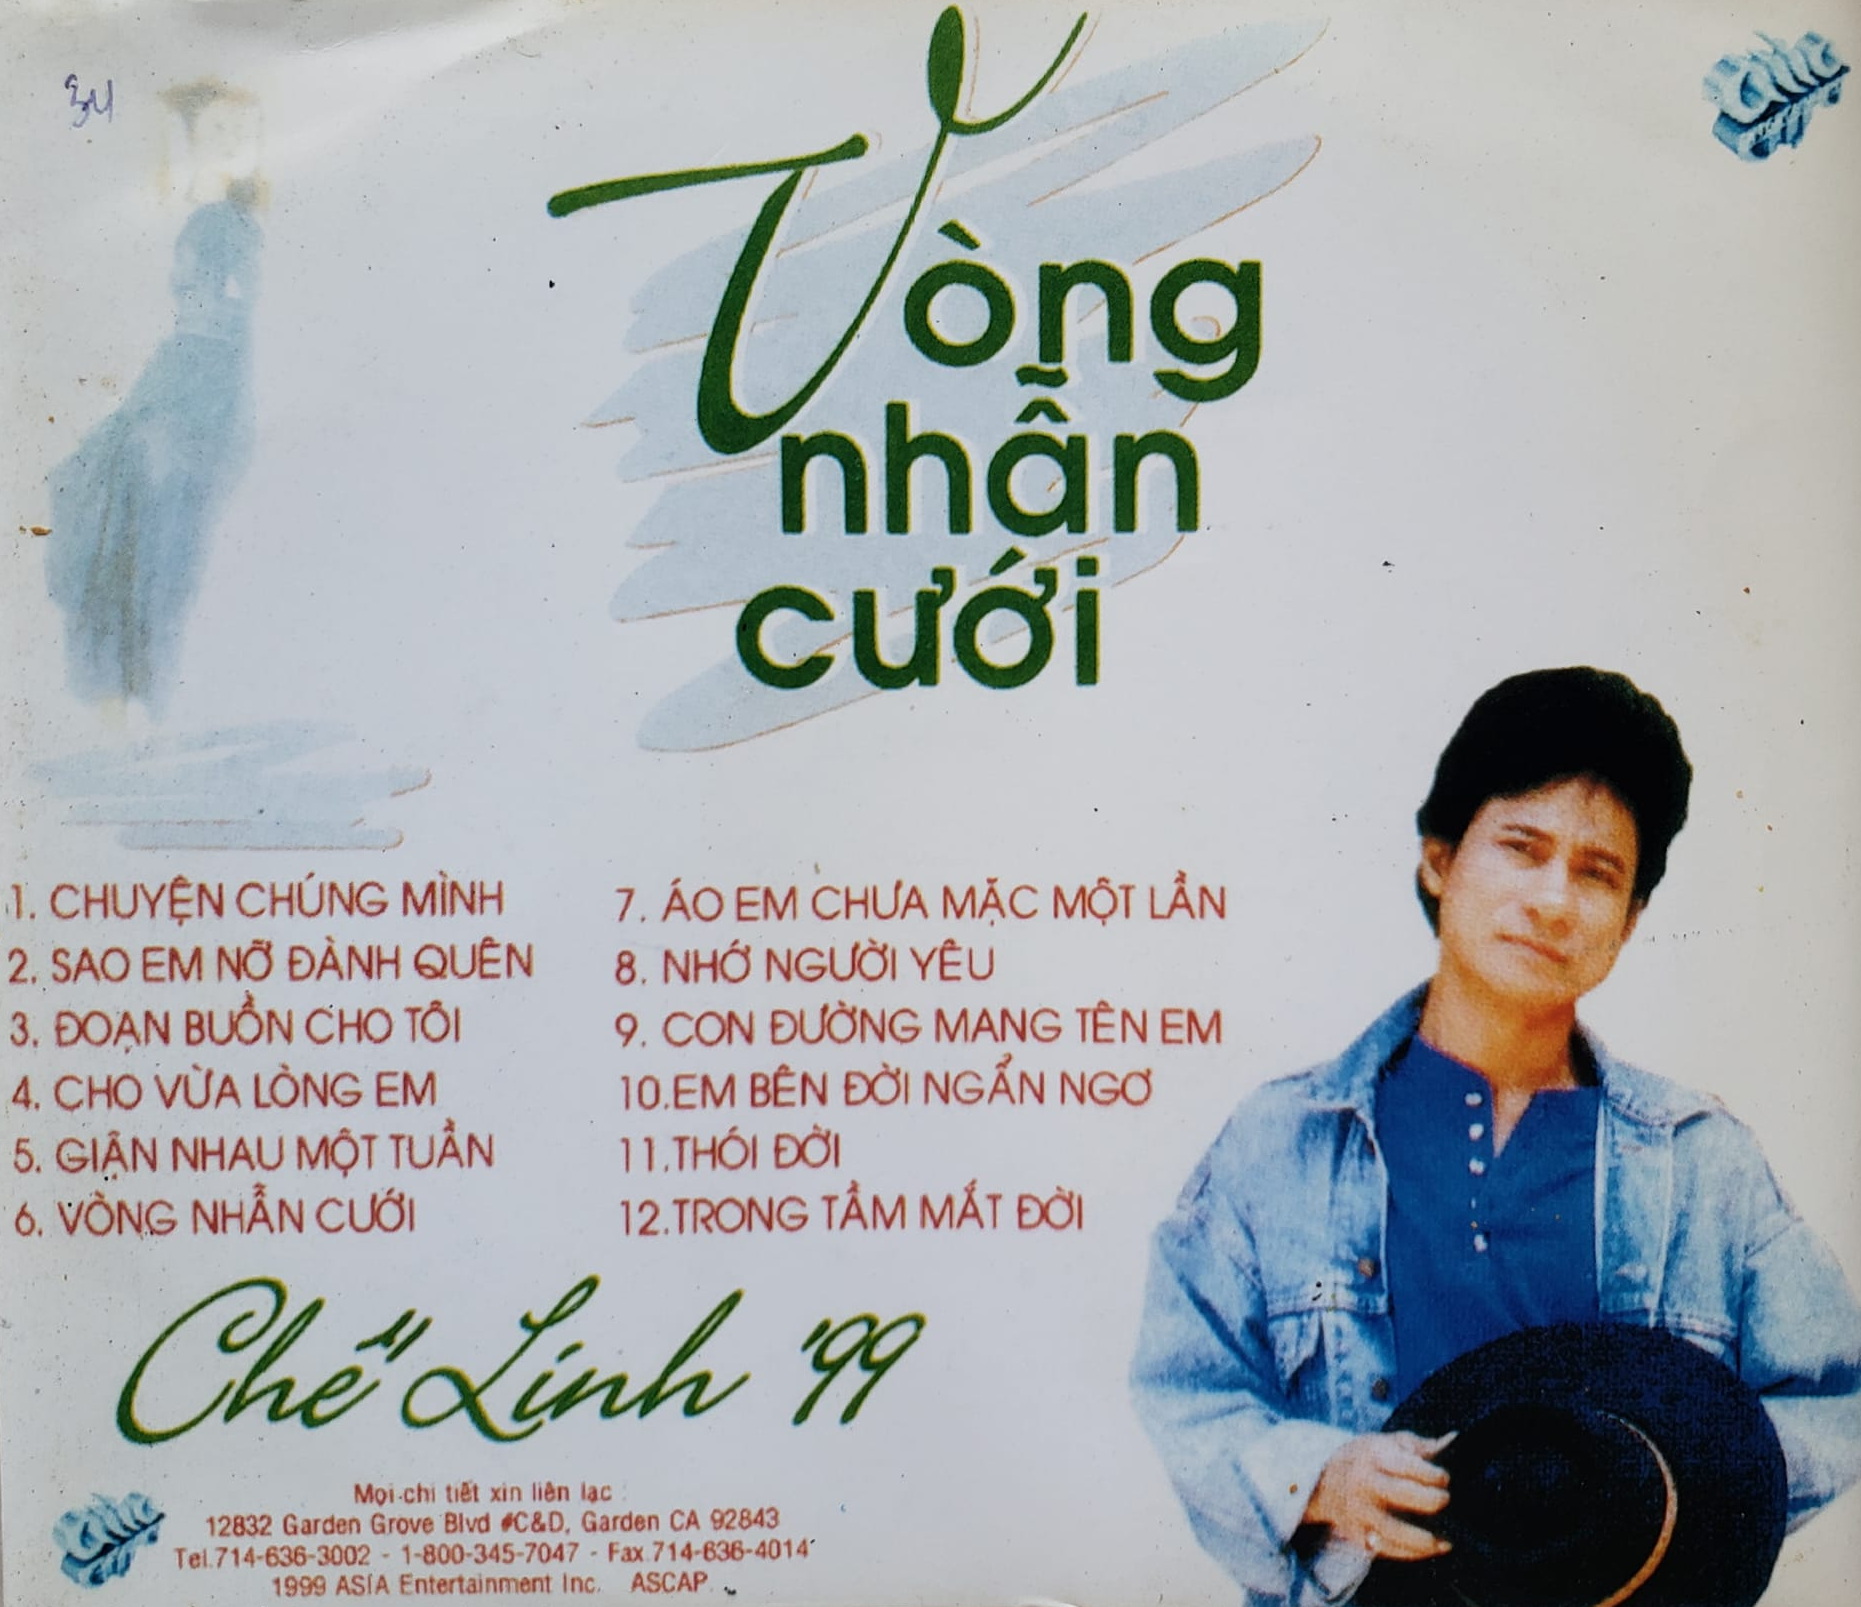 34
Vòng
nhẫn
cưới
1. CHUYỆN CHÚNG MÌNH
2. SAO EM NỠ ĐÀNH QUÊN
3. ĐOẠN BUỒN CHO TÔI
4. CHO VỪA LÒNG EM
5. GIẬN NHAU MỘT TUẦN
6. VÒNG NHẪN CƯỚI
7. ÁO EM CHƯA MẶC MỘT LẦN
8. NHỚ NGƯỜI YÊU
9. CON ĐƯỜNG MANG TÊN EM
10.EM BÊN ĐỜI NGẨN NGƠ
11.THÓI ĐỜI
12.TRONG TẦM MẮT ĐỜI
Chế Linh '99
Mọi chi tiết xin liên lạc :
12832 Garden Grove Blvd #C&D, Garden CA 92843
Tel.714-636-3002 - 1-800-345-7047 - Fax.714-636-4014
1999 ASIA Entertainment Inc. ASCAP